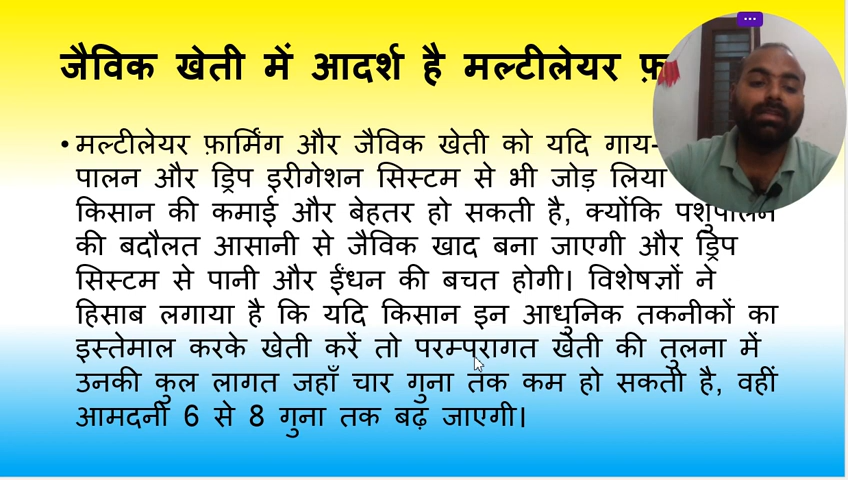 जैविक खेती में आदर्श है मल्टीलेयर
• मल्टीलेयर फ़ार्मिंग और जैविक खेती को यदि गाय-
पालन और ड्रिप इरीगेशन सिस्टम से भी जोड़ लिया
किसान की कमाई और बेहतर हो सकती है, क्योंकि पशुपालन
की बदौलत आसानी से जैविक खाद बना जाएगी और ड्रिप
सिस्टम से पानी और ईंधन की बचत होगी। विशेषज्ञों ने
हिसाब लगाया है कि यदि किसान इन आधुनिक तकनीकों का
इस्तेमाल करके खेती करें तो परम्परागत खेती की तुलना में
उनकी कुल लागत जहाँ चार गुना तक कम हो सकती है, वहीं
आमदनी 6 से 8 गुना तक बढ़ जाएगी।